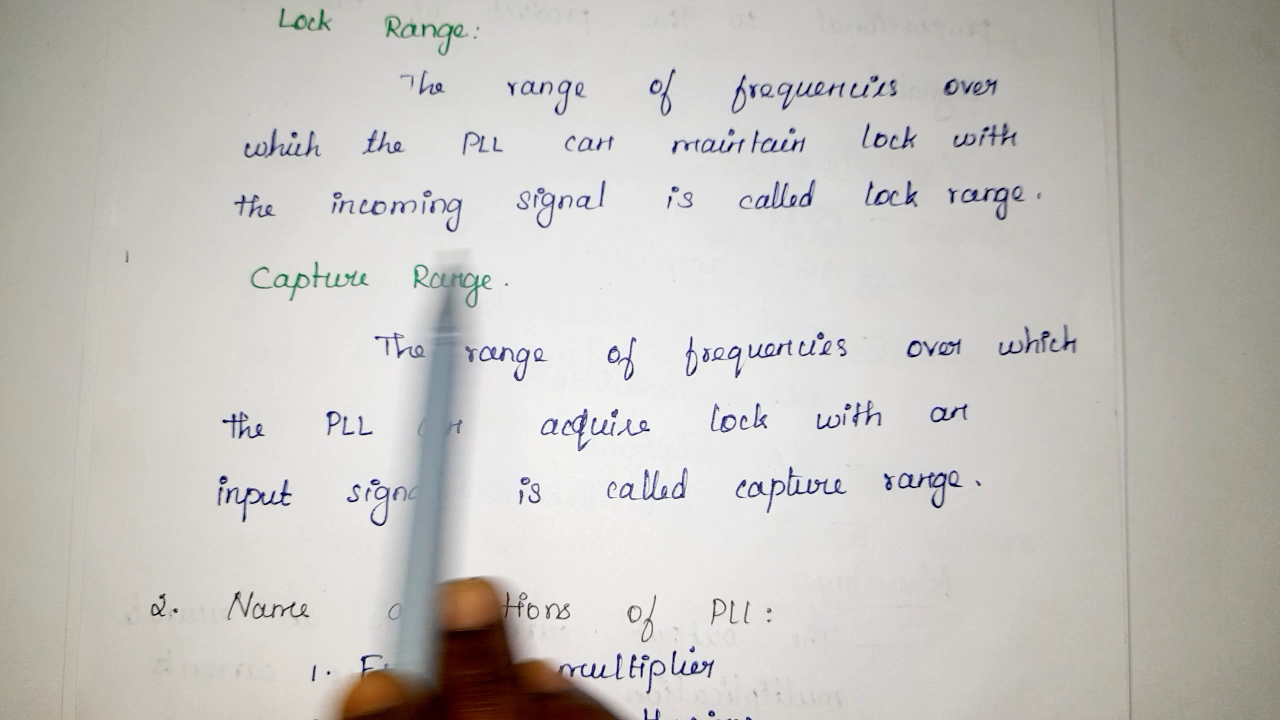 Lock Range:
The range of frequencies over
which the PLL can maintain lock with
the incoming signal is called lock range.
Capture Range.
The range of frequencies over which
the PLL acquire lock with an
input is called capture range.
2. Name of PLL:
1. multiplier